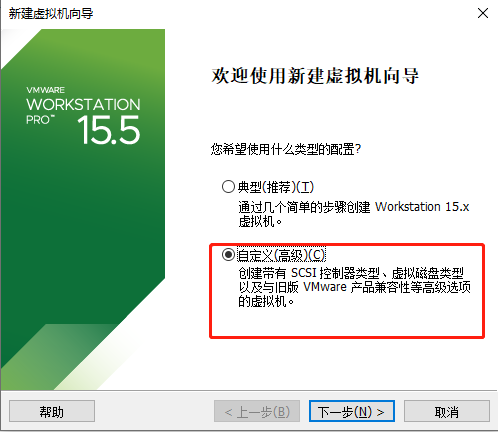 新建虚拟机向导
VMWARE
WORKSTATION
PRO™ 15.5
欢迎使用新建虚拟机向导
您希望使用什么类型的配置?
典型(推荐)(T)
通过几个简单的步骤创建 Workstation 15.x
虚拟机。
自定义(高级)(C)
创建带有 SCSI 控制器类型、虚拟磁盘类型
以及与旧版 VMware 产品兼容性等高级选项
的虚拟机。
帮助
< 上一步(B)
下一步(N) >
取消